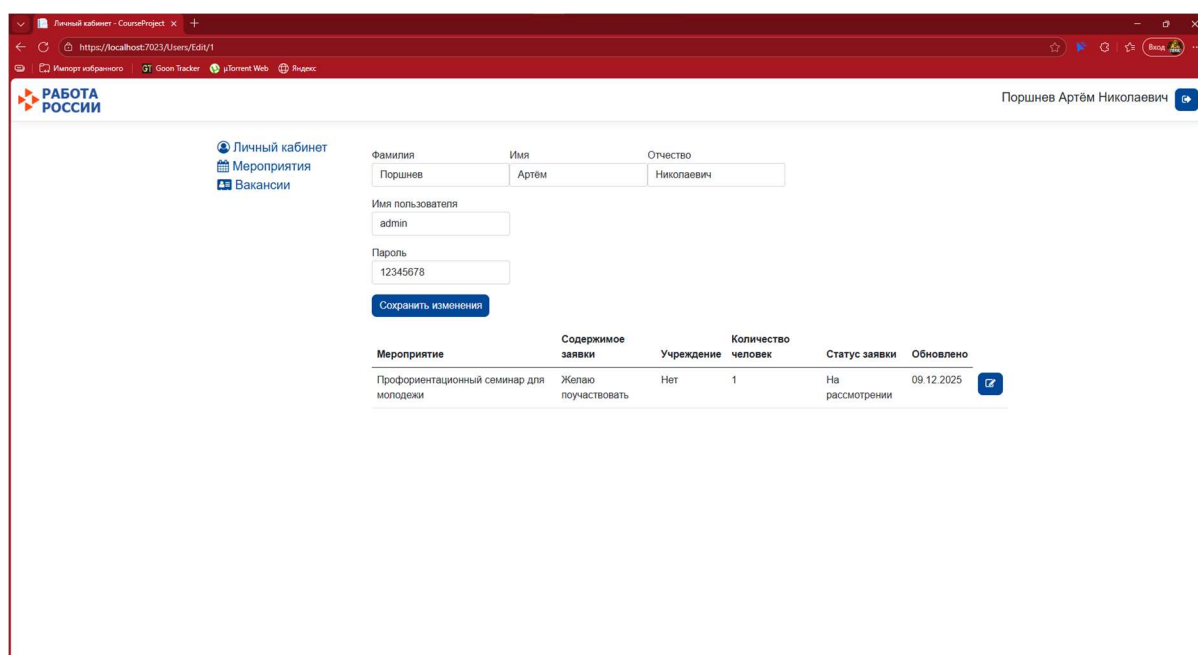 Личный кабинет - CourseProject
https://localhost:7023/Users/Edit/1
Вход
Импорт избранного GT Goon Tracker µTorrent Web Яндекс
РАБОТА
РОССИИ
Поршнев Артём Николаевич
Личный кабинет
Мероприятия
Вакансии
Фамилия Имя Отчество
Поршнев Артём Николаевич
Имя пользователя
admin
Пароль
12345678
Сохранить изменения
Мероприятие Содержимое заявки Учреждение Количество человек Статус заявки Обновлено
Профориентационный семинар для Желаю Нет 1 На 09.12.2025
молодежи поучаствовать рассмотрении